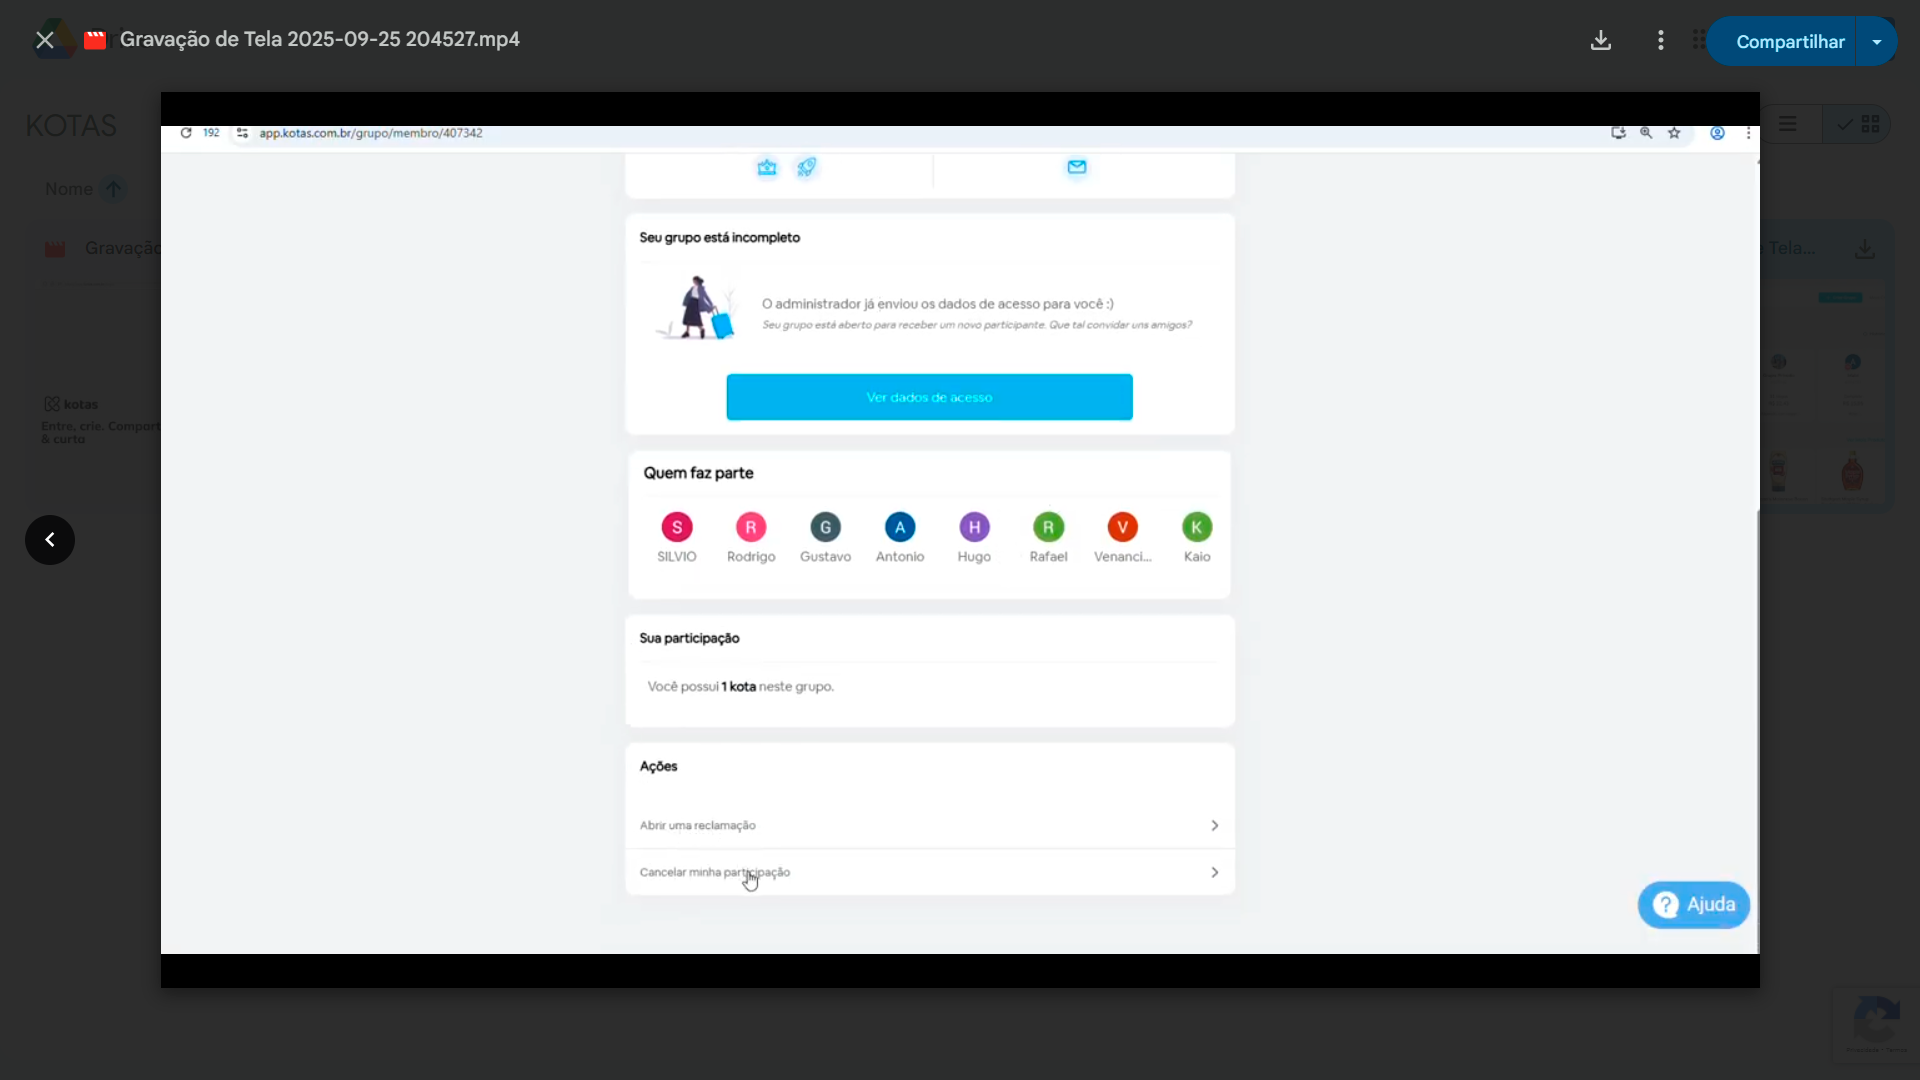 Gravação de Tela 2025-09-25 204527.mp4
Compartilhar
KOTAS
192
app.kotas.com.br/grupo/membro/407342
Nome
Gravação
Tela...
Seu grupo está incompleto
O administrador já enviou os dados de acesso para você :)
Seu grupo está aberto para receber um novo participante. Que tal convidar uns amigos?
Ver dados de acesso
kotas
Entre, crie. Compart
& curta
Quem faz parte
S R G A H R V K
SILVIO Rodrigo Gustavo Antonio Hugo Rafael Venanci... Kaio
Sua participação
Você possui 1 kota neste grupo.
Ações
Abrir uma reclamação
Cancelar minha participação
Ajuda